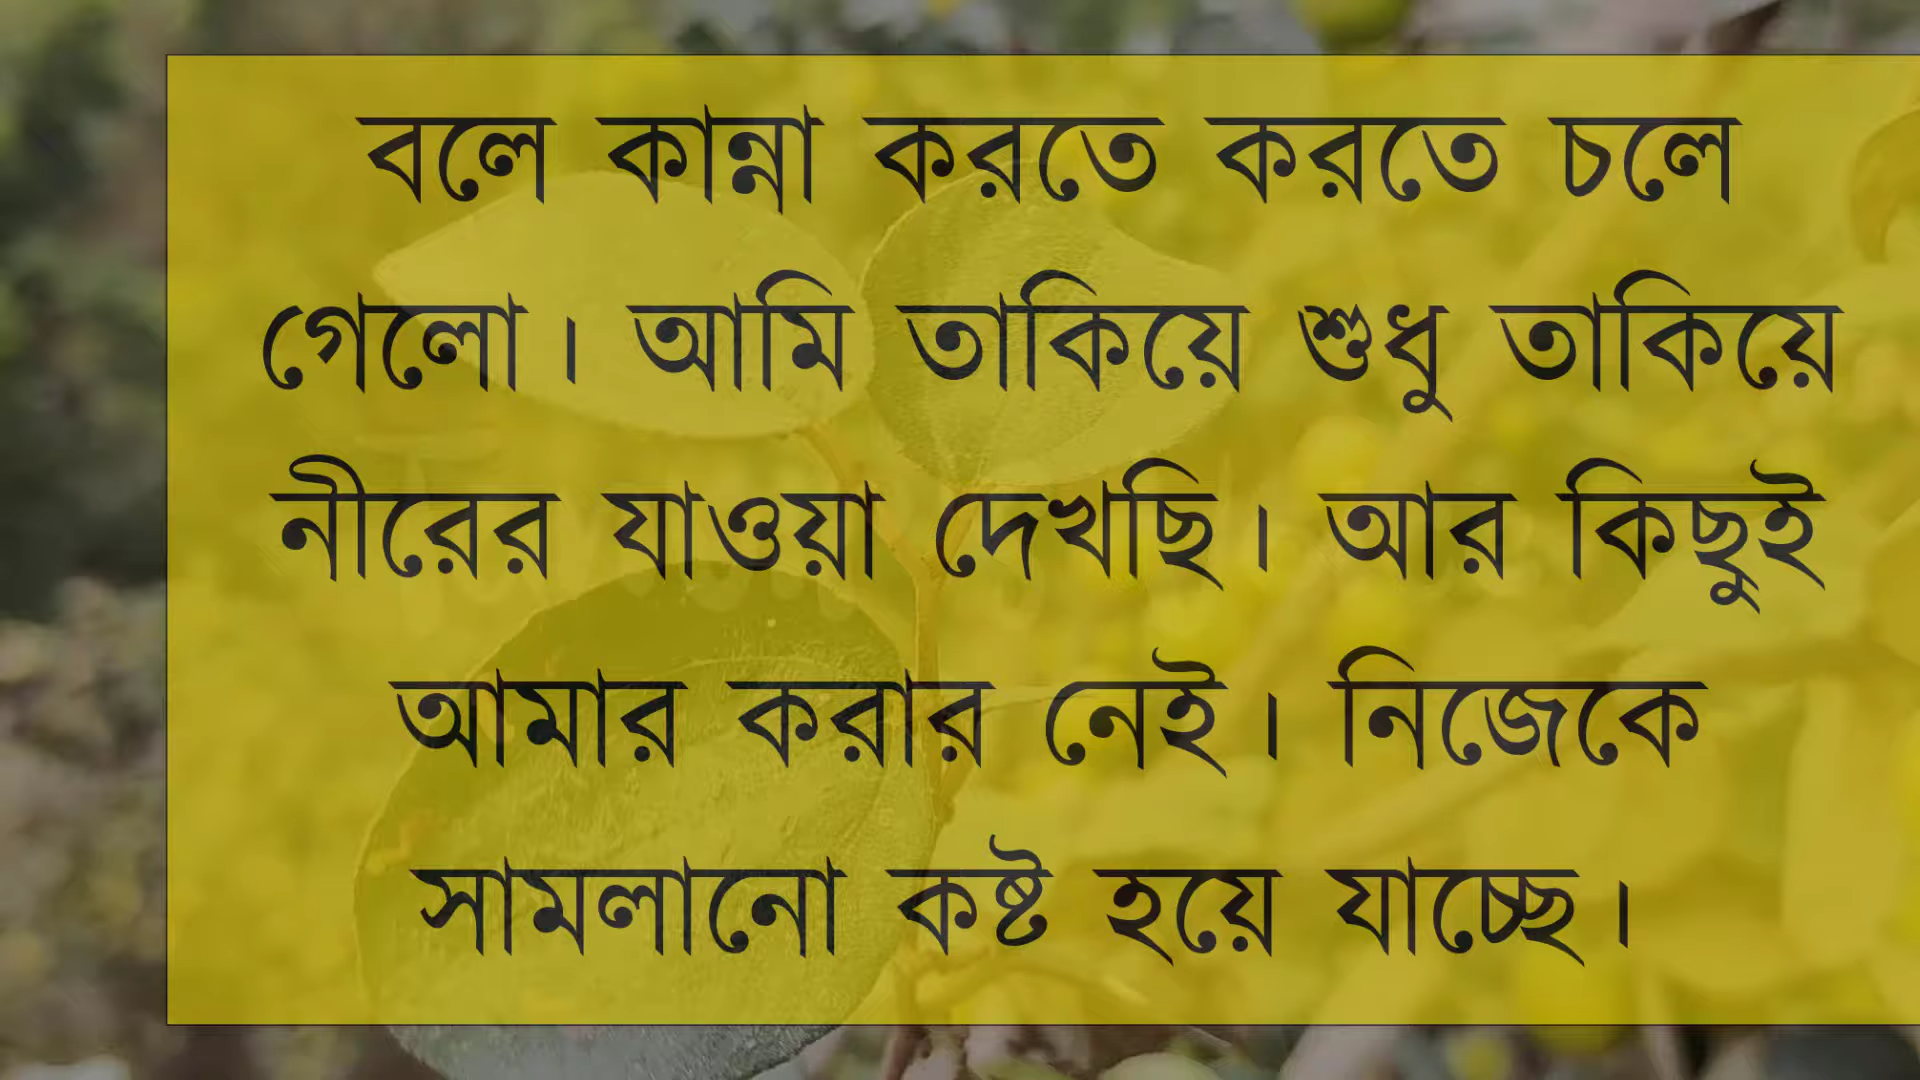 বলে কান্না করতে করতে চলে
গেলো। আমি তাকিয়ে শুধু তাকিয়ে
নীরের যাওয়া দেখছি। আর কিছুই
আমার করার নেই। নিজেকে
সামলানো কষ্ট হয়ে যাচ্ছে।